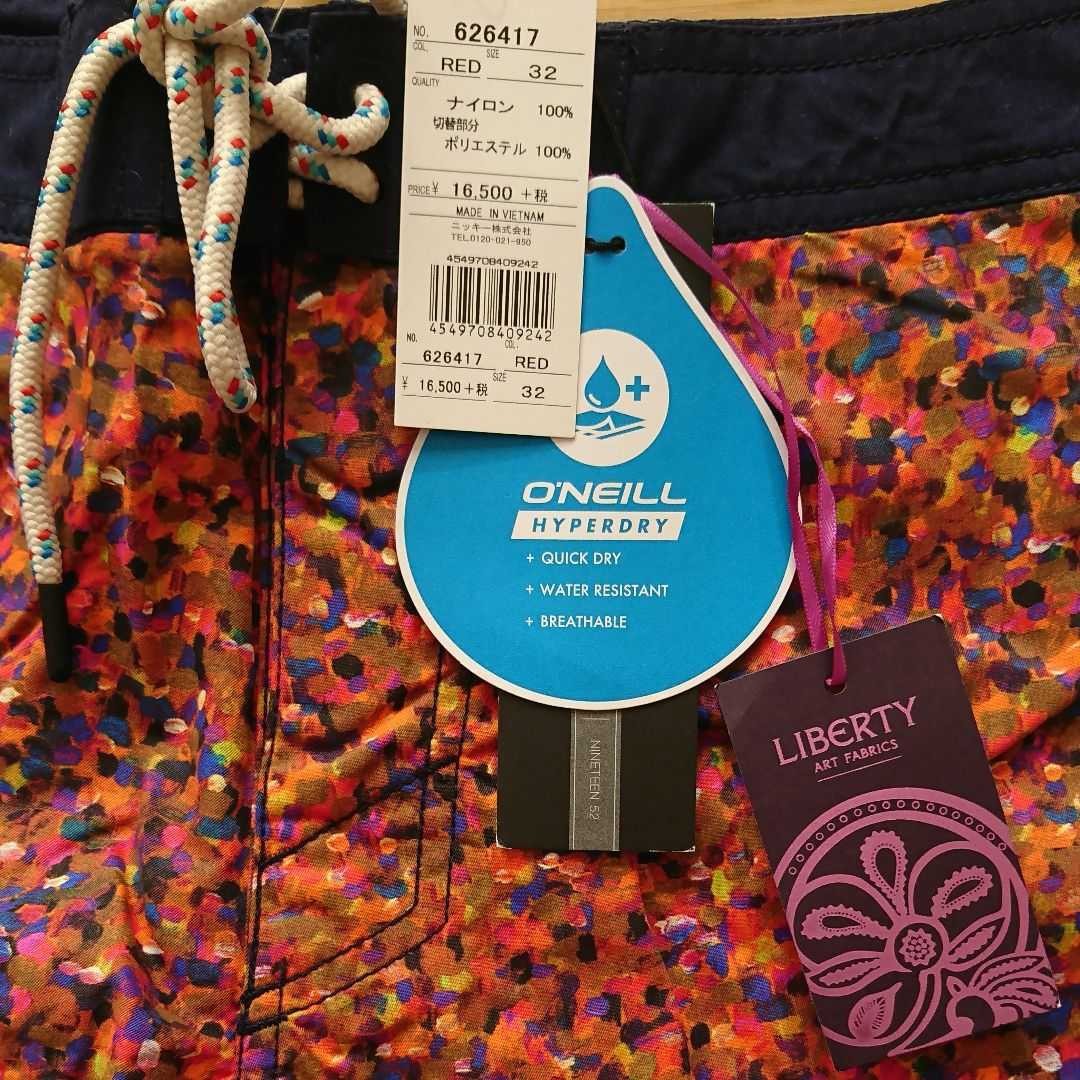 NO. 626417
COL. SIZE
RED 32
QUALITY
ナイロン 100%
切替部分
ポリエステル 100%
PRICE ¥ 16,500 +税
MADE IN VIETNAM
ニッキー株式会社
TEL.0120-021-950
4549708409242
4549708409242
NO. COL.
626417 RED
SIZE
¥ 16,500+税 32
O'NEILL
HYPERDRY
+ QUICK DRY
+ WATER RESISTANT
+ BREATHABLE
NINETEEN 52
LIBERTY
ART FABRICS